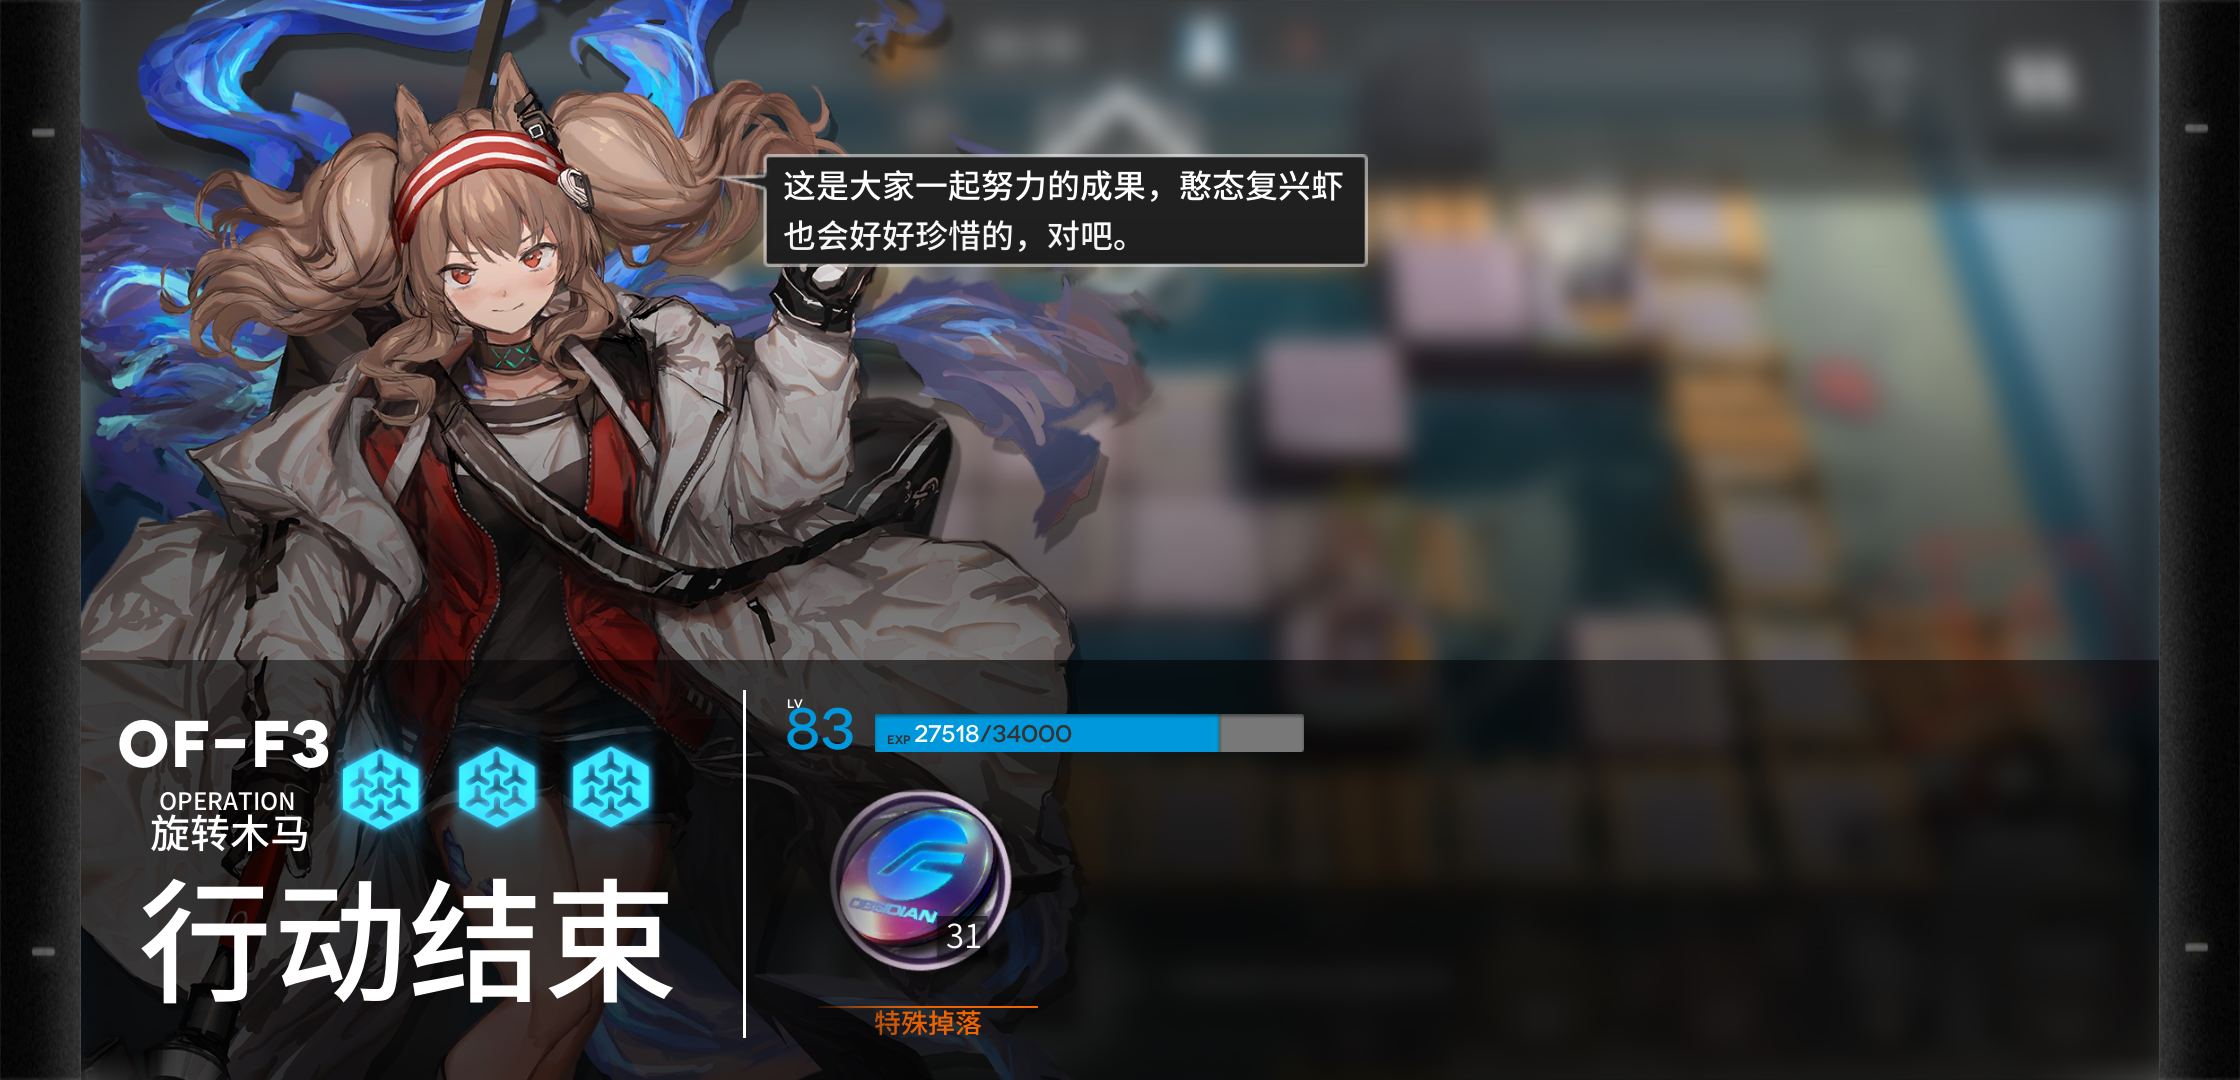 这是大家一起努力的成果，憨态复兴虾
也会好好珍惜的，对吧。
OF-F3
OPERATION
旋转木马
行动结束
LV
83
EXP 27518/34000
OBSIDIAN
31
特殊掉落